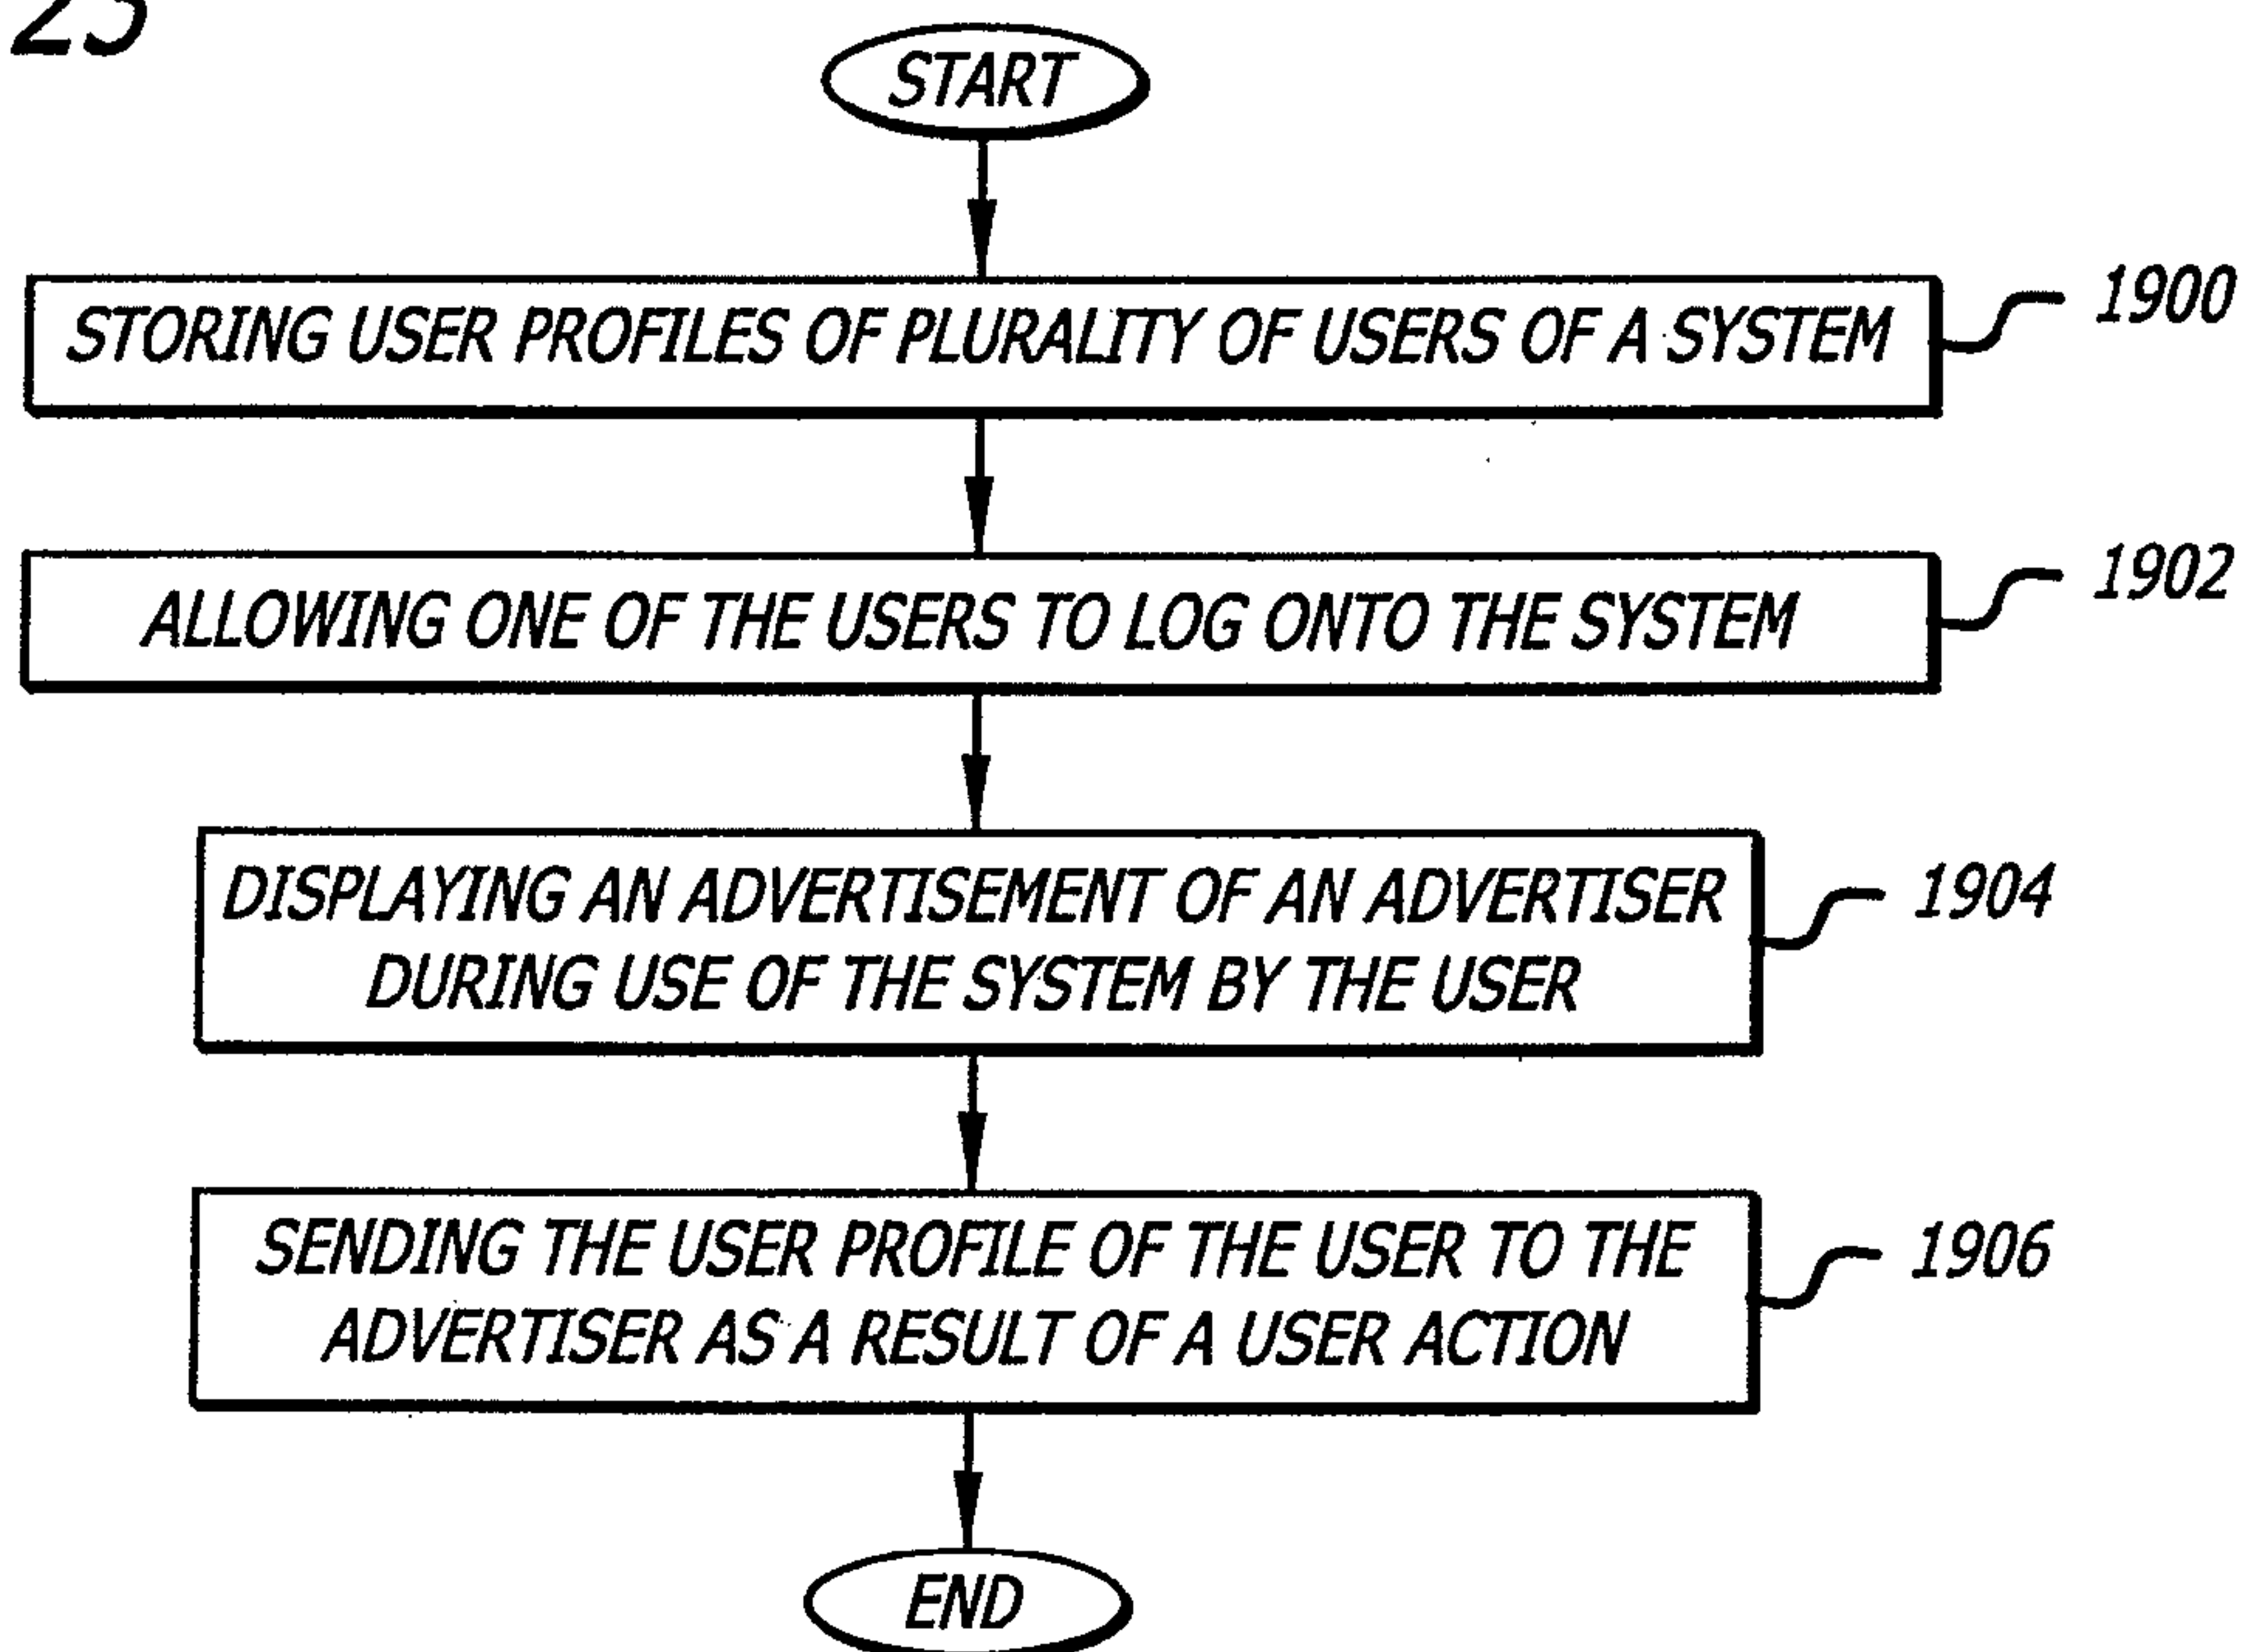 23
START
STORING USER PROFILES OF PLURALITY OF USERS OF A SYSTEM
1900
ALLOWING ONE OF THE USERS TO LOG ONTO THE SYSTEM
1902
DISPLAYING AN ADVERTISEMENT OF AN ADVERTISER
DURING USE OF THE SYSTEM BY THE USER
1904
SENDING THE USER PROFILE OF THE USER TO THE
ADVERTISER AS A RESULT OF A USER ACTION
1906
END